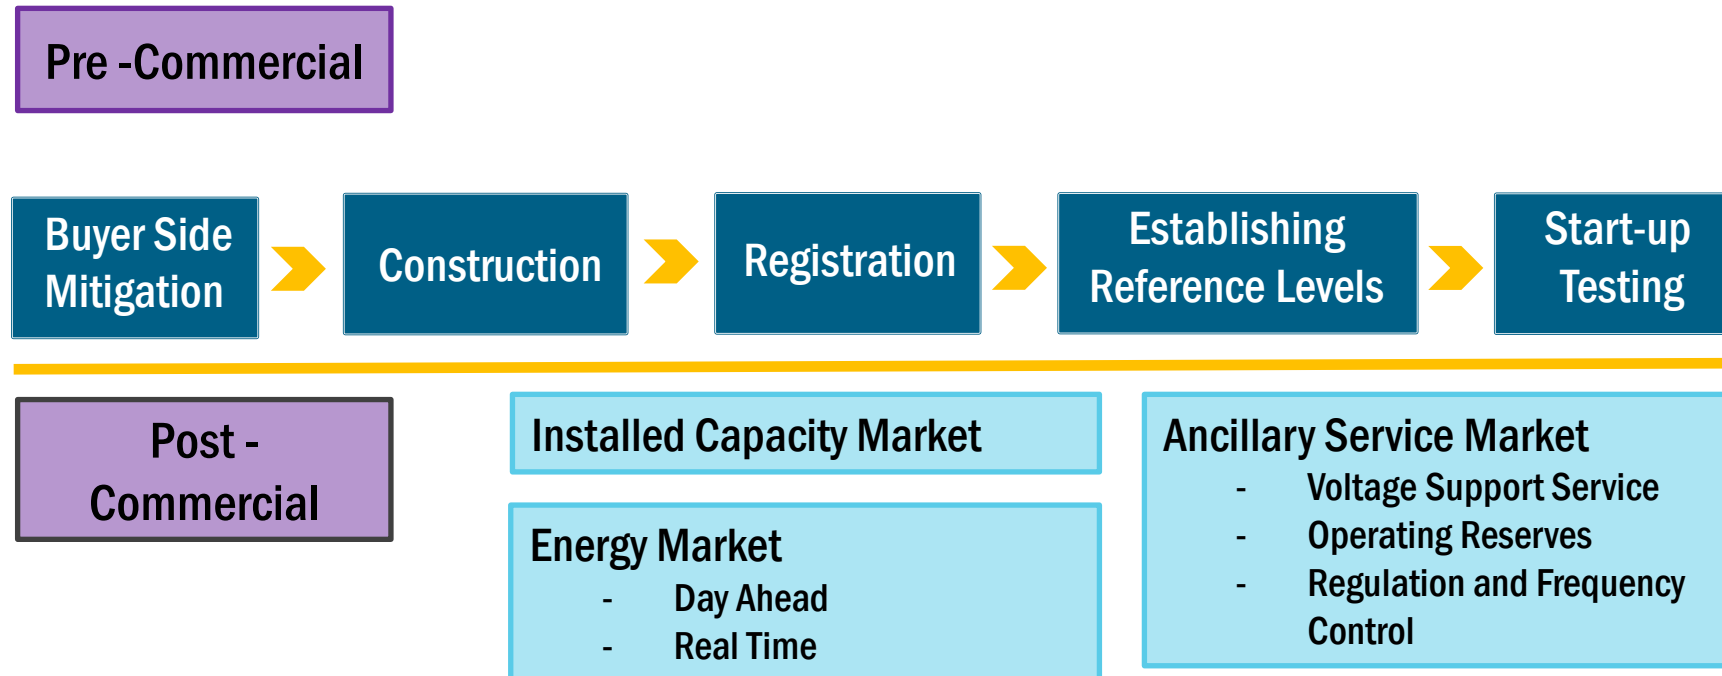 Pre -Commercial
Buyer Side
Mitigation
Construction
Registration
Establishing
Reference Levels
Start-up
Testing
Post -
Commercial
Installed Capacity Market
Energy Market
- Day Ahead
- Real Time
Ancillary Service Market
- Voltage Support Service
- Operating Reserves
- Regulation and Frequency
Control